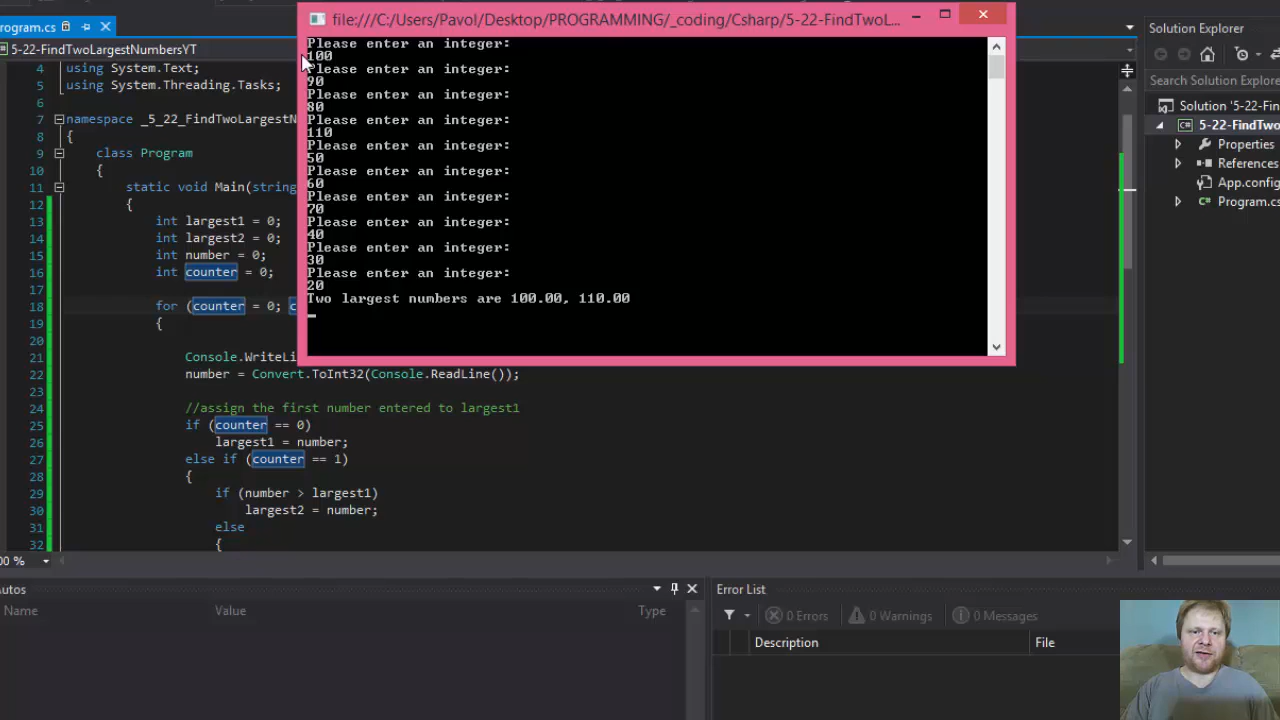 rogram.cs
5-22-FindTwoLargestNumbersYT
file:///C:/Users/Pavol/Desktop/PROGRAMMING/_coding/Csharp/5-22-FindTwoL...
Please enter an integer:
100
Please enter an integer:
90
Please enter an integer:
80
Please enter an integer:
110
Please enter an integer:
50
Please enter an integer:
60
Please enter an integer:
70
Please enter an integer:
40
Please enter an integer:
30
Please enter an integer:
20
Two largest numbers are 100.00, 110.00
4 using System.Text;
5 using System.Threading.Tasks;
6
7 namespace _5_22_FindTwoLargestN
8 {
9 class Program
10 {
11 static void Main(string
12 {
13 int largest1 = 0;
14 int largest2 = 0;
15 int number = 0;
16 int counter = 0;
17
18 for (counter = 0; c
19 {
20
21 Console.WriteLi
22 number = Convert.ToInt32(Console.ReadLine());
23
24 //assign the first number entered to largest1
25 if (counter == 0)
26 largest1 = number;
27 else if (counter == 1)
28 {
29 if (number > largest1)
30 largest2 = number;
31 else
32 {
00 %
Solution Explorer
Search Solution Explorer
Solution '5-22-Fin
5-22-FindTwo
Properties
References
App.config
Program.cs
Autos
Name Value Type
Error List
0 Errors 0 Warnings 0 Messages
Description File